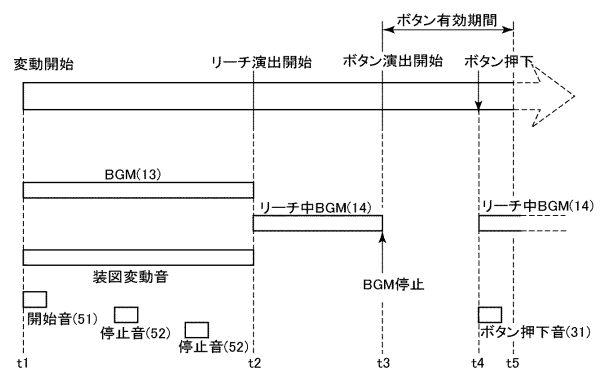 ボタン有効期間
変動開始 リーチ演出開始 ボタン演出開始 ボタン押下
BGM(13)
リーチ中BGM(14) リーチ中BGM(14)
装図変動音
BGM停止
開始音(51)
停止音(52)
停止音(52)
ボタン押下音(31)
t1 t2 t3 t4 t5